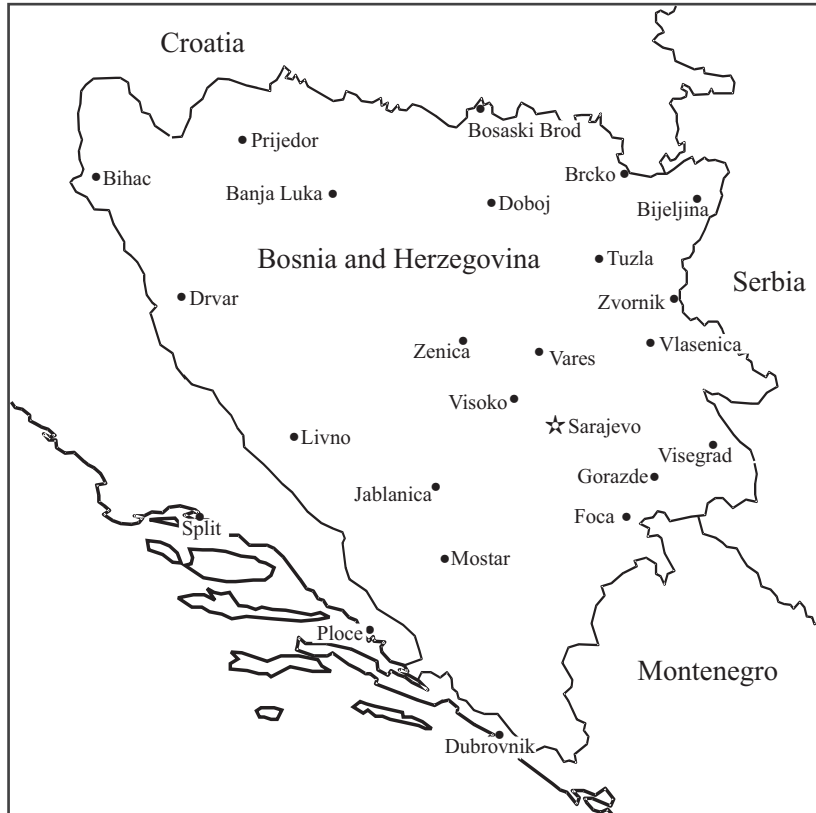 Croatia
Bosaski Brod
Prijedor
Brcko
Bihac
Banja Luka
Doboj
Bijeljina
Bosnia and Herzegovina
Tuzla
Serbia
Drvar
Zvornik
Zenica
Vares
Vlasenica
Visoko
Sarajevo
Livno
Visegrad
Jablanica
Gorazde
Split
Foca
Mostar
Ploce
Montenegro
Dubrovnik